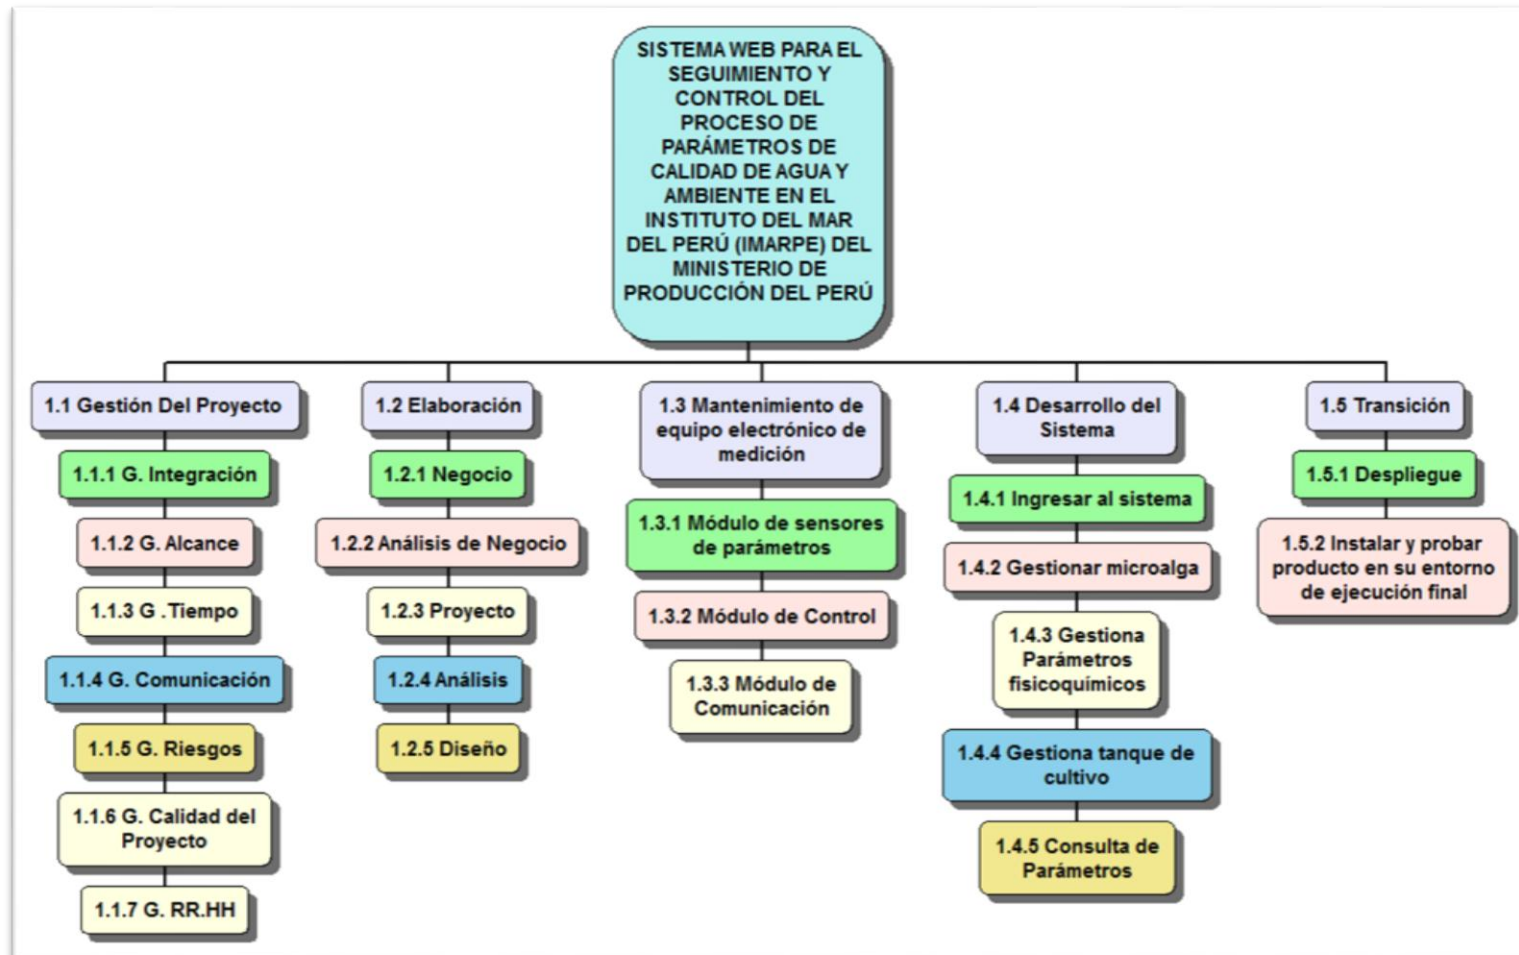 SISTEMA WEB PARA EL
SEGUIMIENTO Y
CONTROL DEL
PROCESO DE
PARÁMETROS DE
CALIDAD DE AGUA Y
AMBIENTE EN EL
INSTITUTO DEL MAR
DEL PERÚ (IMARPE) DEL
MINISTERIO DE
PRODUCCIÓN DEL PERÚ
1.1 Gestión Del Proyecto
1.1.1 G. Integración
1.1.2 G. Alcance
1.1.3 G .Tiempo
1.1.4 G. Comunicación
1.1.5 G. Riesgos
1.1.6 G. Calidad del
Proyecto
1.1.7 G. RR.HH
1.2 Elaboración
1.2.1 Negocio
1.2.2 Análisis de Negocio
1.2.3 Proyecto
1.2.4 Análisis
1.2.5 Diseño
1.3 Mantenimiento de
equipo electrónico de
medición
1.3.1 Módulo de sensores
de parámetros
1.3.2 Módulo de Control
1.3.3 Módulo de
Comunicación
1.4 Desarrollo del
Sistema
1.4.1 Ingresar al sistema
1.4.2 Gestionar microalga
1.4.3 Gestiona
Parámetros
fisicoquímicos
1.4.4 Gestiona tanque de
cultivo
1.4.5 Consulta de
Parámetros
1.5 Transición
1.5.1 Despliegue
1.5.2 Instalar y probar
producto en su entorno
de ejecución final